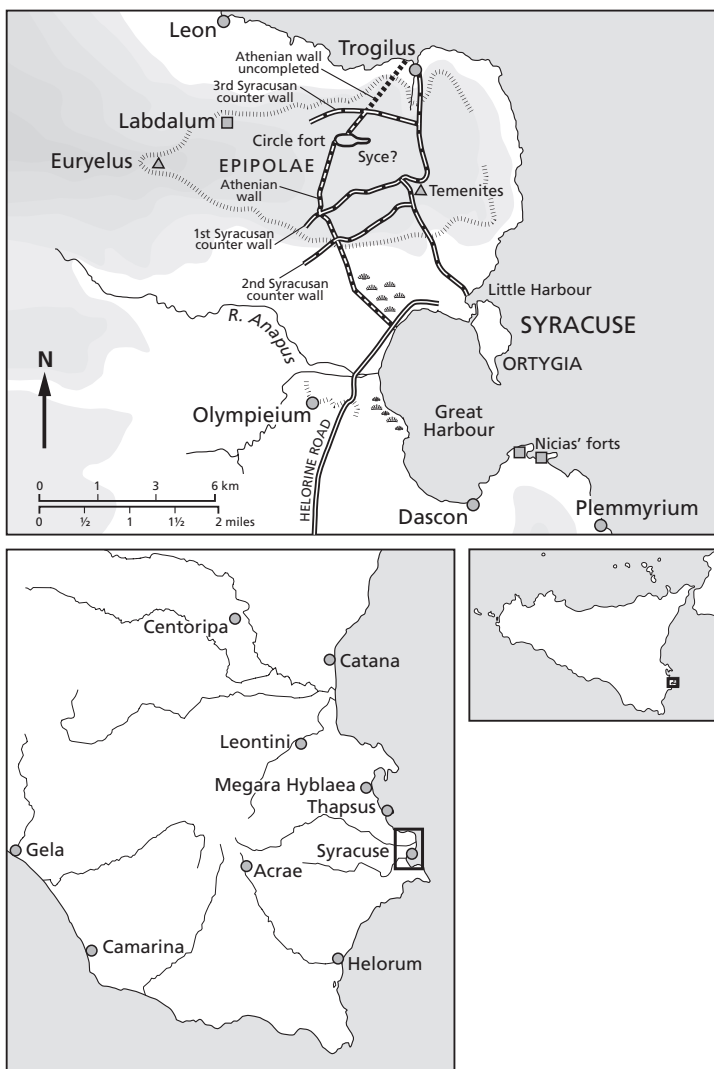 Leon
Trogilus
Athenian wall
uncompleted
3rd Syracusan
counter wall
Labdalum
Circle fort
Euryelus
EPIPOLAE
Syce?
Athenian
wall
Temenites
1st Syracusan
counter wall
2nd Syracusan
counter wall
Little Harbour
R. Anapus
SYRACUSE
ORTYGIA
N
Olympieium
HELORINE ROAD
Great
Harbour
Nicias' forts
0 1 3 6 km
0 ½ 1 1½ 2 miles
Dascon
Plemmyrium
Centoripa
Catana
Leontini
Megara Hyblaea
Thapsus
Syracuse
Gela
Acrae
Camarina
Helorum